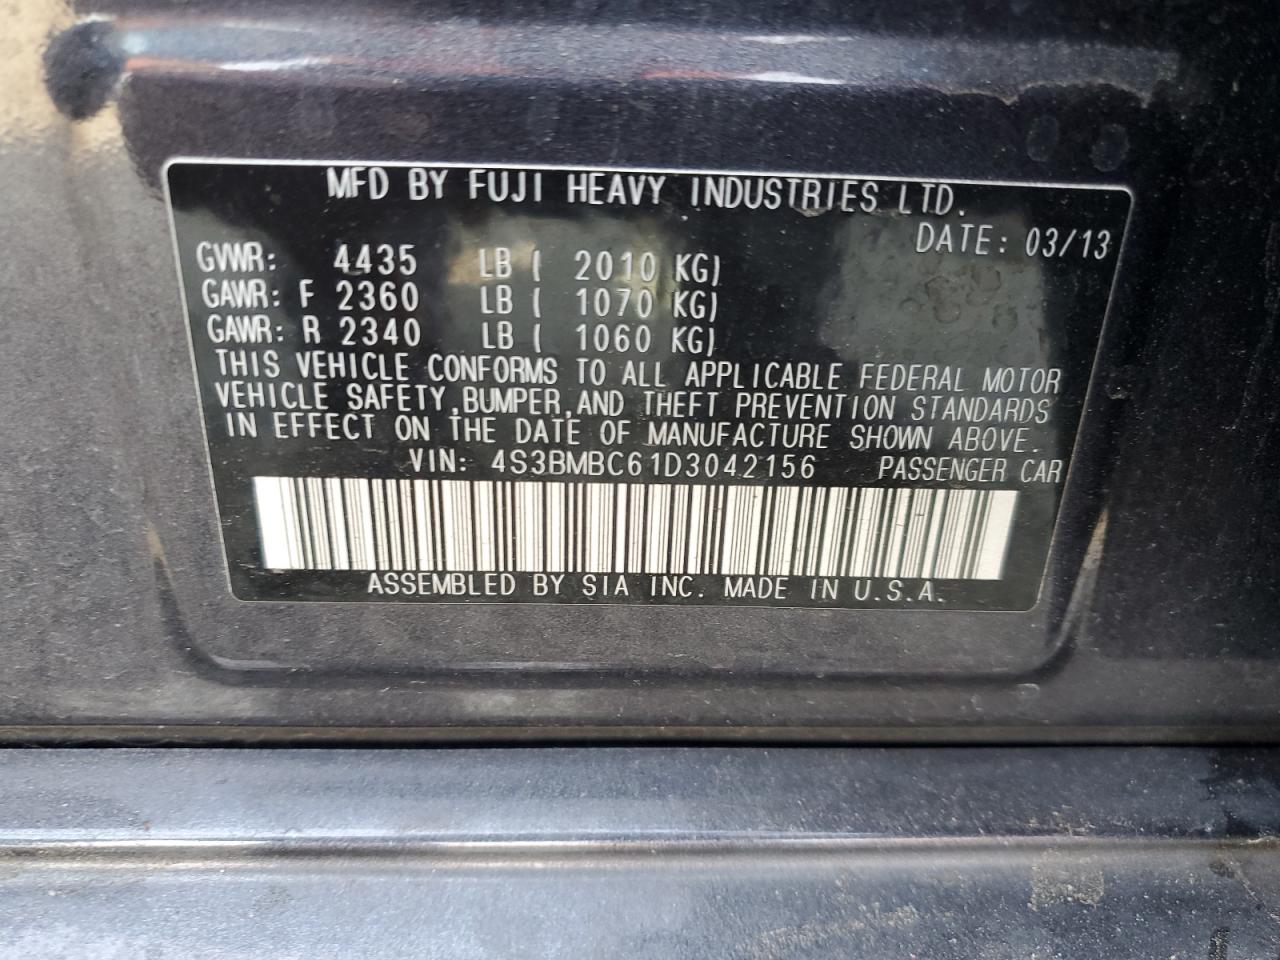 MFD BY FUJI HEAVY INDUSTRIES LTD.
DATE: 03/13
GVWR: 4435 LB ( 2010 KG)
GAWR: F 2360 LB ( 1070 KG)
GAWR: R 2340 LB ( 1060 KG)
THIS VEHICLE CONFORMS TO ALL APPLICABLE FEDERAL MOTOR
VEHICLE SAFETY,BUMPER,AND THEFT PREVENTION STANDARDS
IN EFFECT ON THE DATE OF MANUFACTURE SHOWN ABOVE.
VIN: 4S3BMBC61D3042156 PASSENGER CAR
ASSEMBLED BY SIA INC. MADE IN U.S.A.